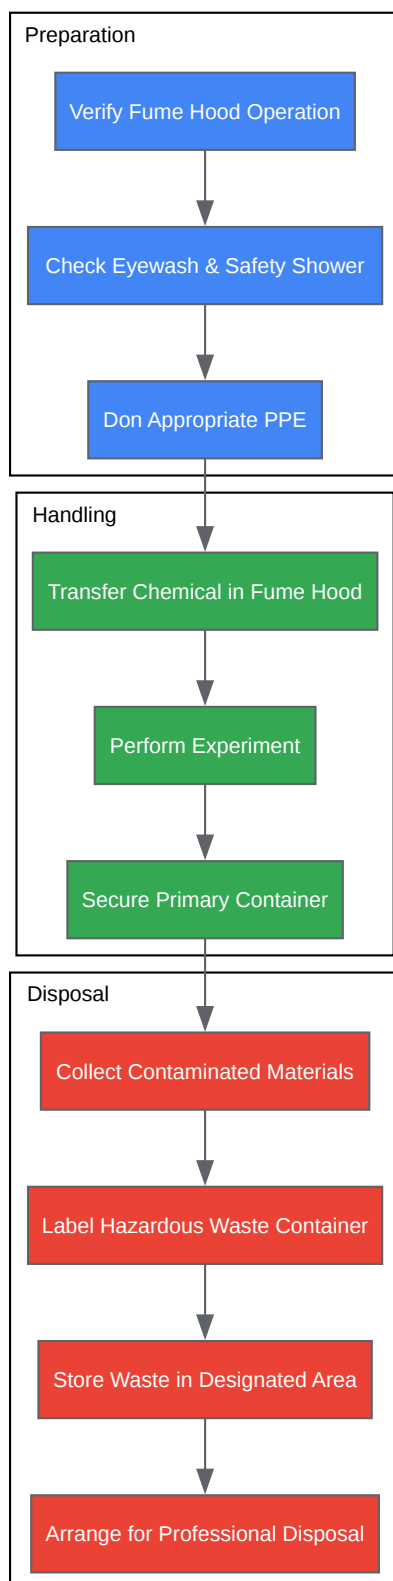 Preparation
Verify Fume Hood Operation
Check Eyewash & Safety Shower
Don Appropriate PPE
Handling
Transfer Chemical in Fume Hood
Perform Experiment
Secure Primary Container
Disposal
Collect Contaminated Materials
Label Hazardous Waste Container
Store Waste in Designated Area
Arrange for Professional Disposal